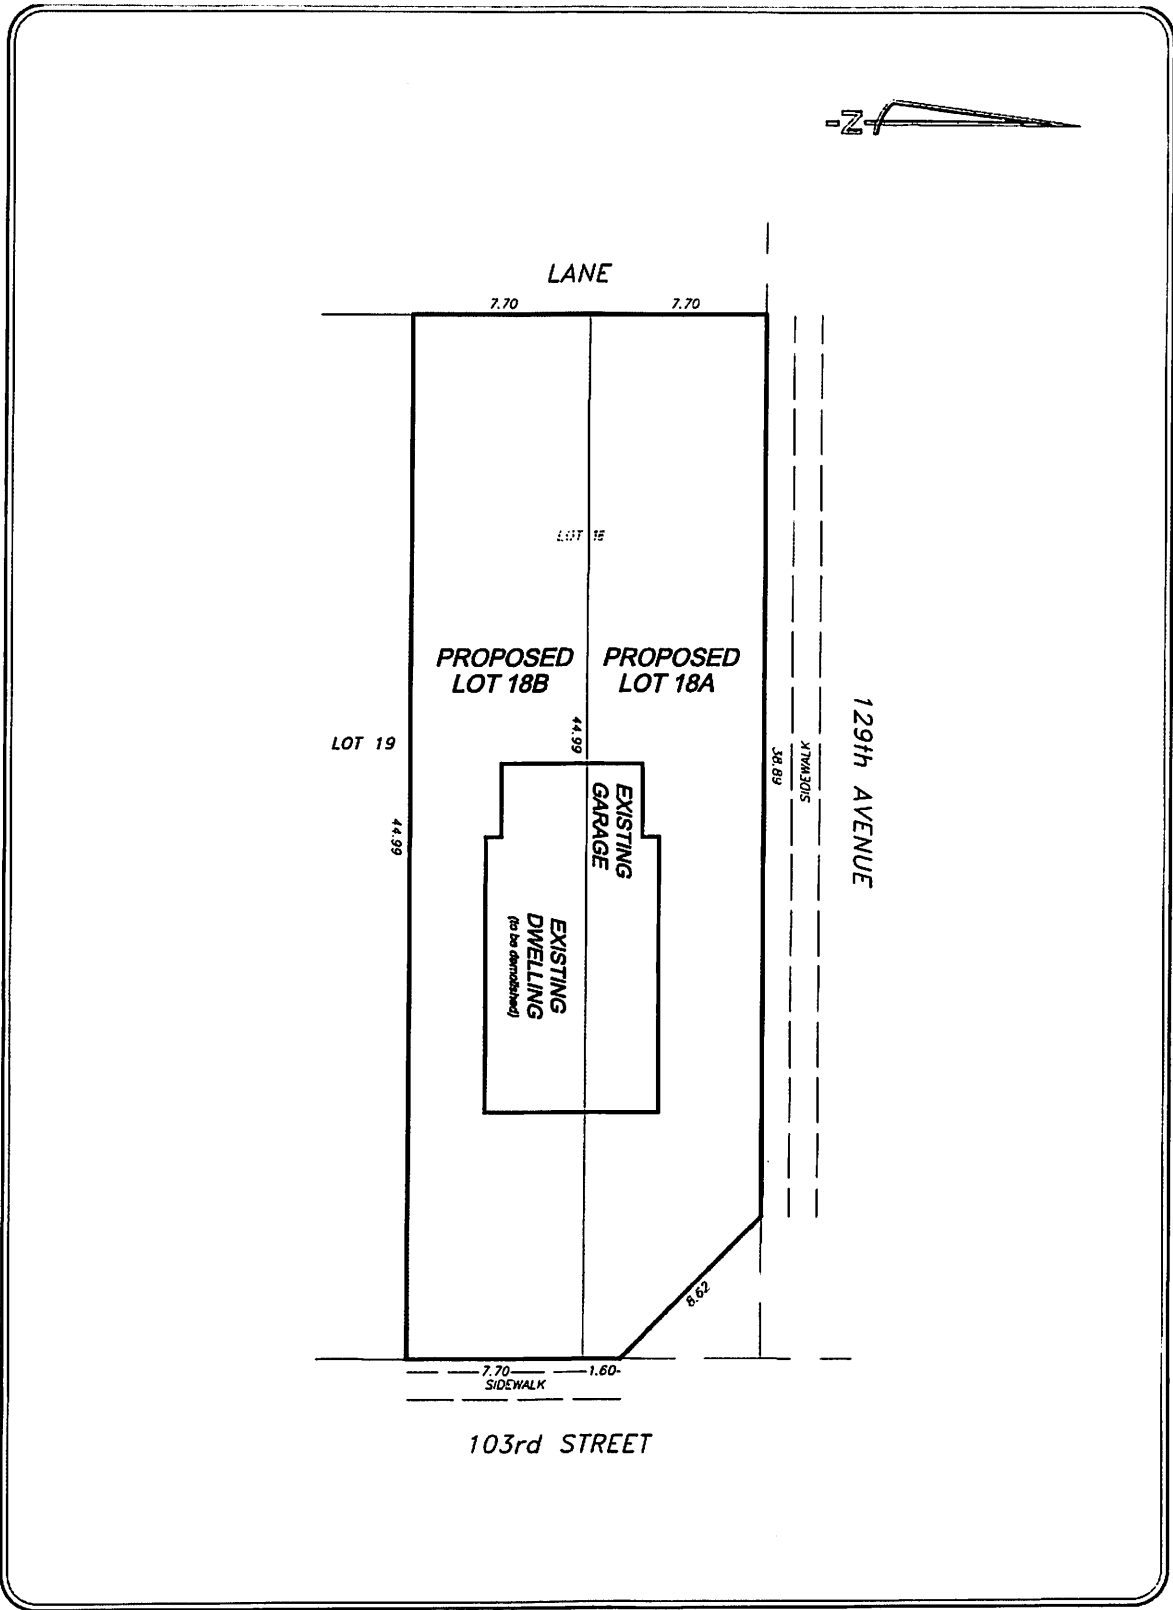 -Z-
LANE
7.70
7.70
LOT 18
PROPOSED
LOT 18B
PROPOSED
LOT 18A
LOT 19
44.99
44.99
38.89
SIDEWALK
129th AVENUE
EXISTING
GARAGE
EXISTING
DWELLING
(to be demolished)
8.62
7.70
1.60
SIDEWALK
103rd STREET